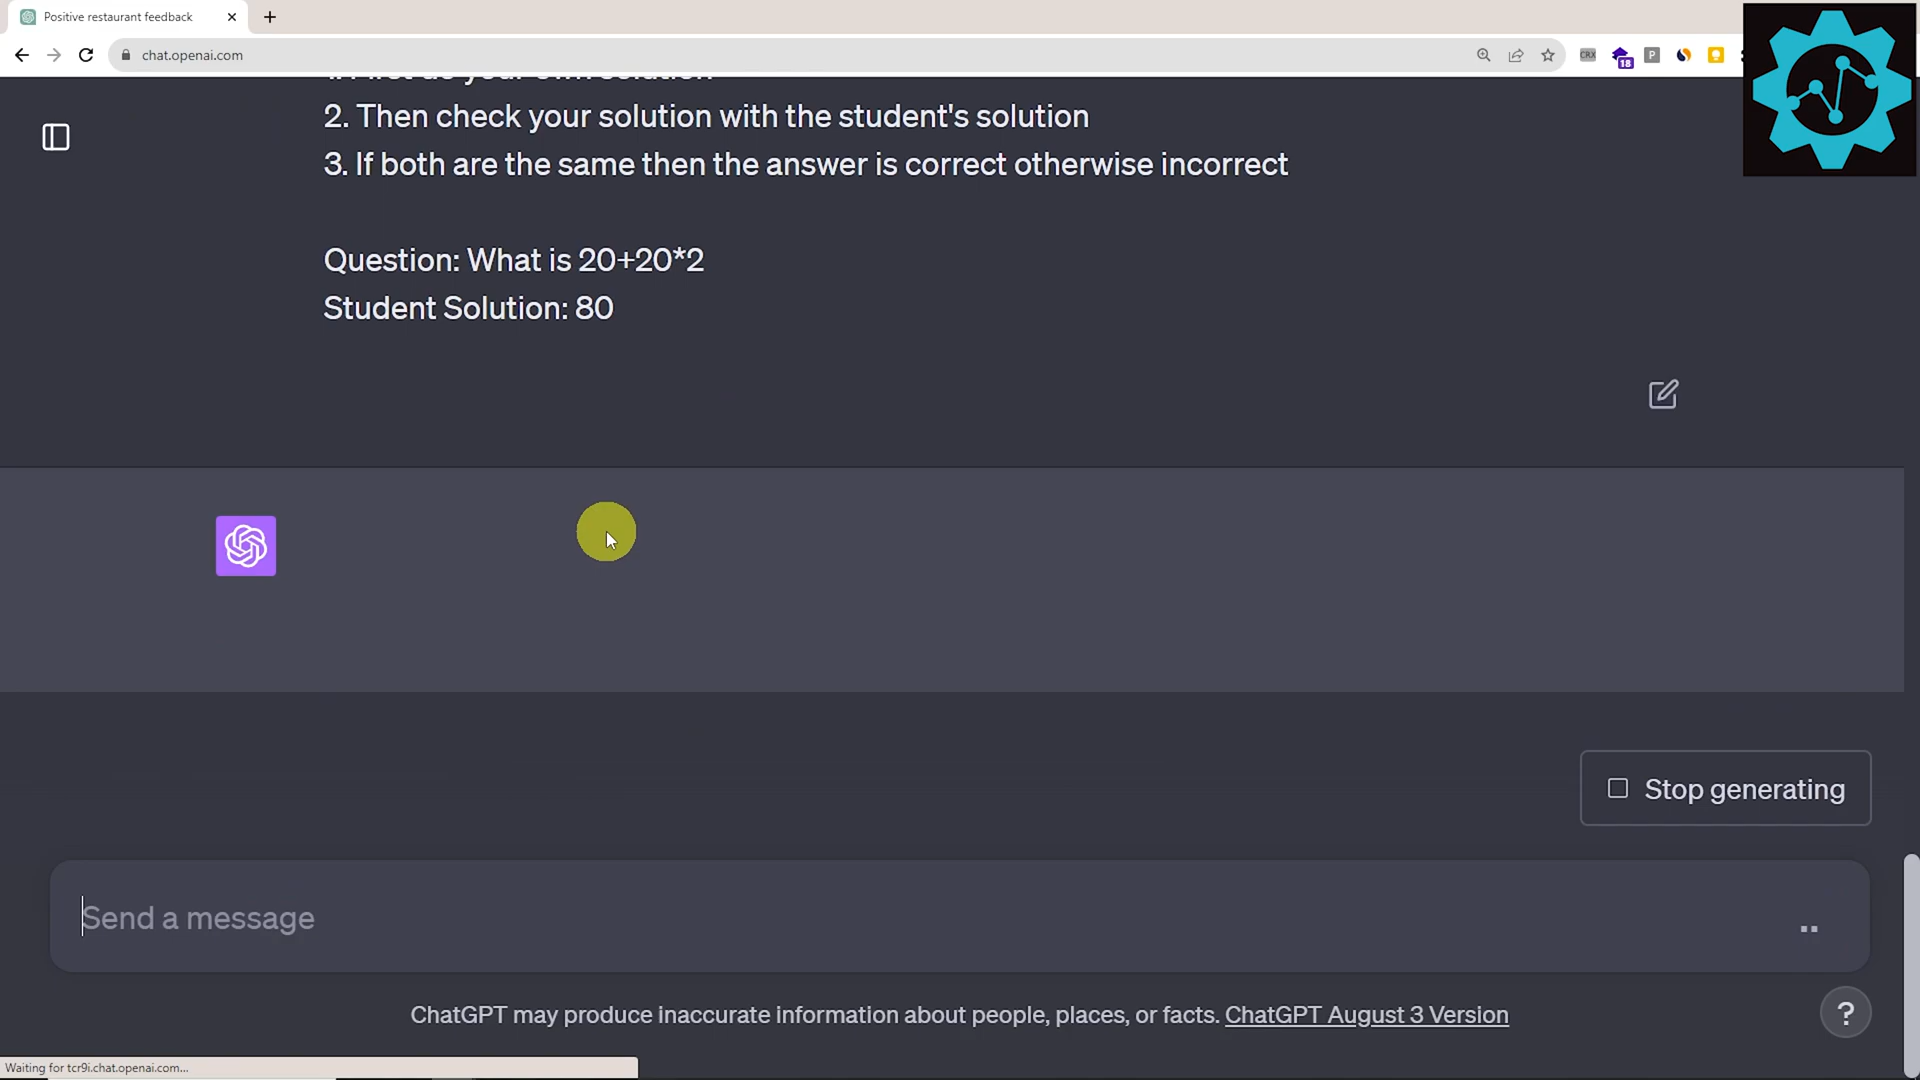 Positive restaurant feedback
chat.openai.com
CRX
18
P
2. Then check your solution with the student's solution
3. If both are the same then the answer is correct otherwise incorrect
Question: What is 20+20*2
Student Solution: 80
Stop generating
Send a message
ChatGPT may produce inaccurate information about people, places, or facts. ChatGPT August 3 Version
?
Waiting for tcr9i.chat.openai.com...